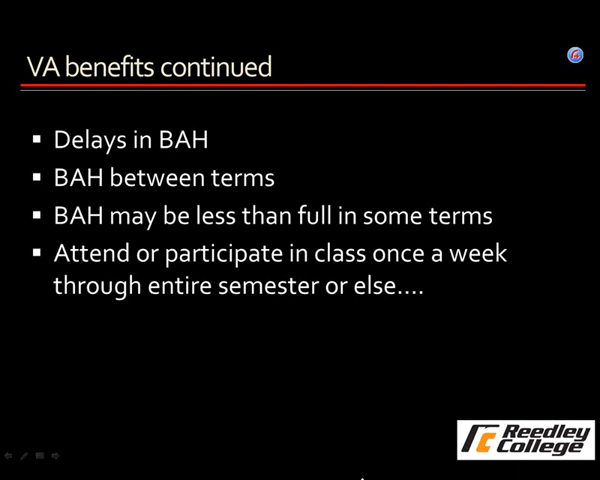 VA benefits continued
Delays in BAH
BAH between terms
BAH may be less than full in some terms
Attend or participate in class once a week
through entire semester or else....
Reedley
College